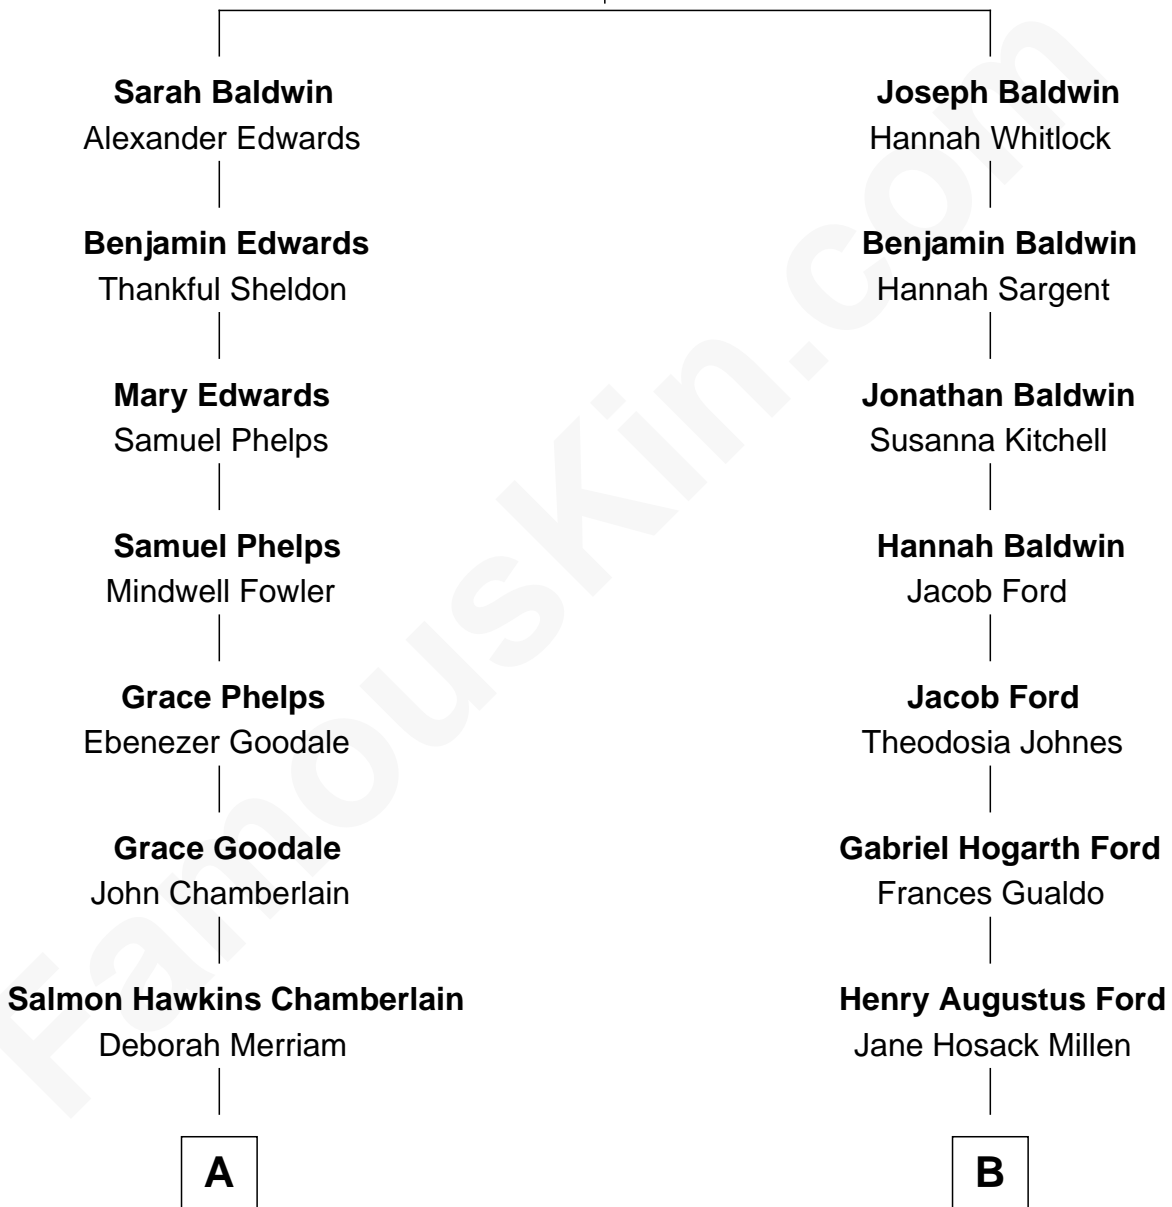 Sarah Baldwin
Alexander Edwards
Benjamin Edwards
Thankful Sheldon
Mary Edwards
Samuel Phelps
Samuel Phelps
Mindwell Fowler
Grace Phelps
Ebenezer Goodale
Grace Goodale
John Chamberlain
Salmon Hawkins Chamberlain
Deborah Merriam
A
Joseph Baldwin
Hannah Whitlock
Benjamin Baldwin
Hannah Sargent
Jonathan Baldwin
Susanna Kitchell
Hannah Baldwin
Jacob Ford
Jacob Ford
Theodosia Johnes
Gabriel Hogarth Ford
Frances Gualdo
Henry Augustus Ford
Jane Hosack Millen
B
FamousKin.com